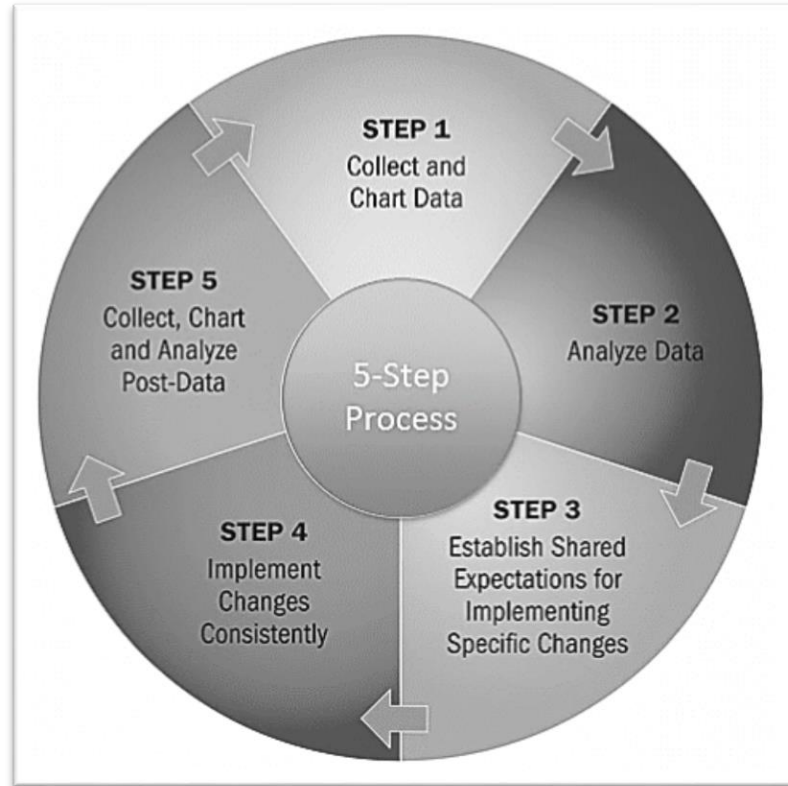 STEP 1
Collect and
Chart Data
STEP 2
Analyze Data
STEP 3
Establish Shared
Expectations for
Implementing
Specific Changes
STEP 4
Implement
Changes
Consistently
STEP 5
Collect, Chart
and Analyze
Post-Data
5-Step
Process